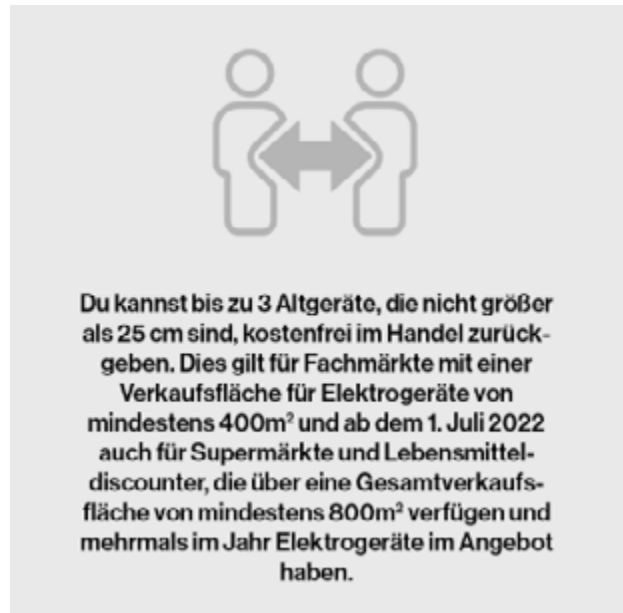 Du kannst bis zu 3 Altgeräte, die nicht größer
als 25 cm sind, kostenfrei im Handel zurück-
geben. Dies gilt für Fachmärkte mit einer
Verkaufsfläche für Elektrogeräte von
mindestens 400m² und ab dem 1. Juli 2022
auch für Supermärkte und Lebensmittel-
discounter, die über eine Gesamtverkaufs-
fläche von mindestens 800m² verfügen und
mehrmals im Jahr Elektrogeräte im Angebot
haben.